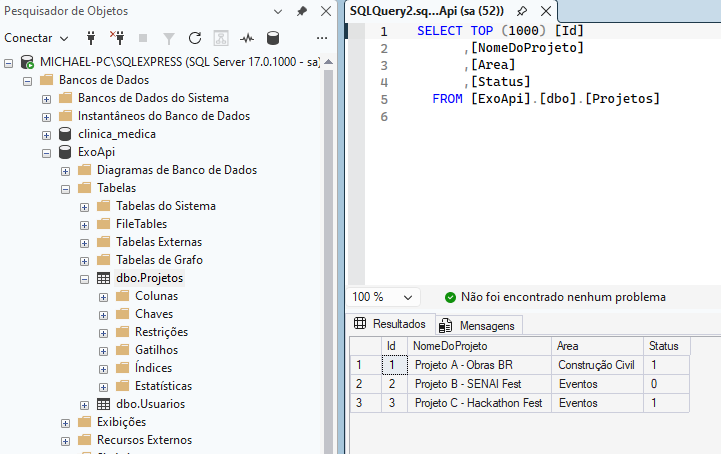 Pesquisador de Objetos
Conectar
MICHAEL-PC\SQLEXPRESS (SQL Server 17.0.1000 - sa)
Bancos de Dados
Bancos de Dados do Sistema
Instantâneos do Banco de Dados
clinica_medica
ExoApi
Diagramas de Banco de Dados
Tabelas
Tabelas do Sistema
FileTables
Tabelas Externas
Tabelas de Grafo
dbo.Projetos
Colunas
Chaves
Restrições
Gatilhos
Índices
Estatísticas
dbo.Usuarios
Exibições
Recursos Externos
SQLQuery2.sq...Api (sa (52))
1 SELECT TOP (1000) [Id]
2 ,[NomeDoProjeto]
3 ,[Area]
4 ,[Status]
5 FROM [ExoApi].[dbo].[Projetos]
6
100 % Não foi encontrado nenhum problema
Resultados Mensagens
Id NomeDoProjeto Area Status
1 1 Projeto A - Obras BR Construção Civil 1
2 2 Projeto B - SENAI Fest Eventos 0
3 3 Projeto C - Hackathon Fest Eventos 1